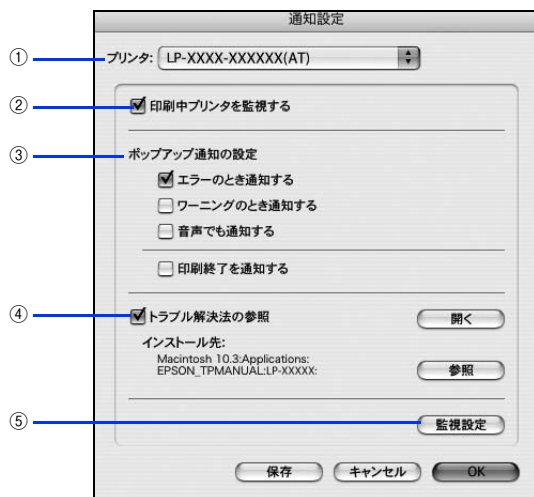 通知設定
① プリンタ: LP-XXXX-XXXXXX(AT)
② 印刷中プリンタを監視する
③ ポップアップ通知の設定
エラーのとき通知する
ワーニングのとき通知する
音声でも通知する
印刷終了を通知する
④ トラブル解決法の参照 開く
インストール先:
Macintosh 10.3:Applications:
EPSON_TPMANUAL:LP-XXXXX: 参照
⑤ 監視設定
保存 キャンセル OK